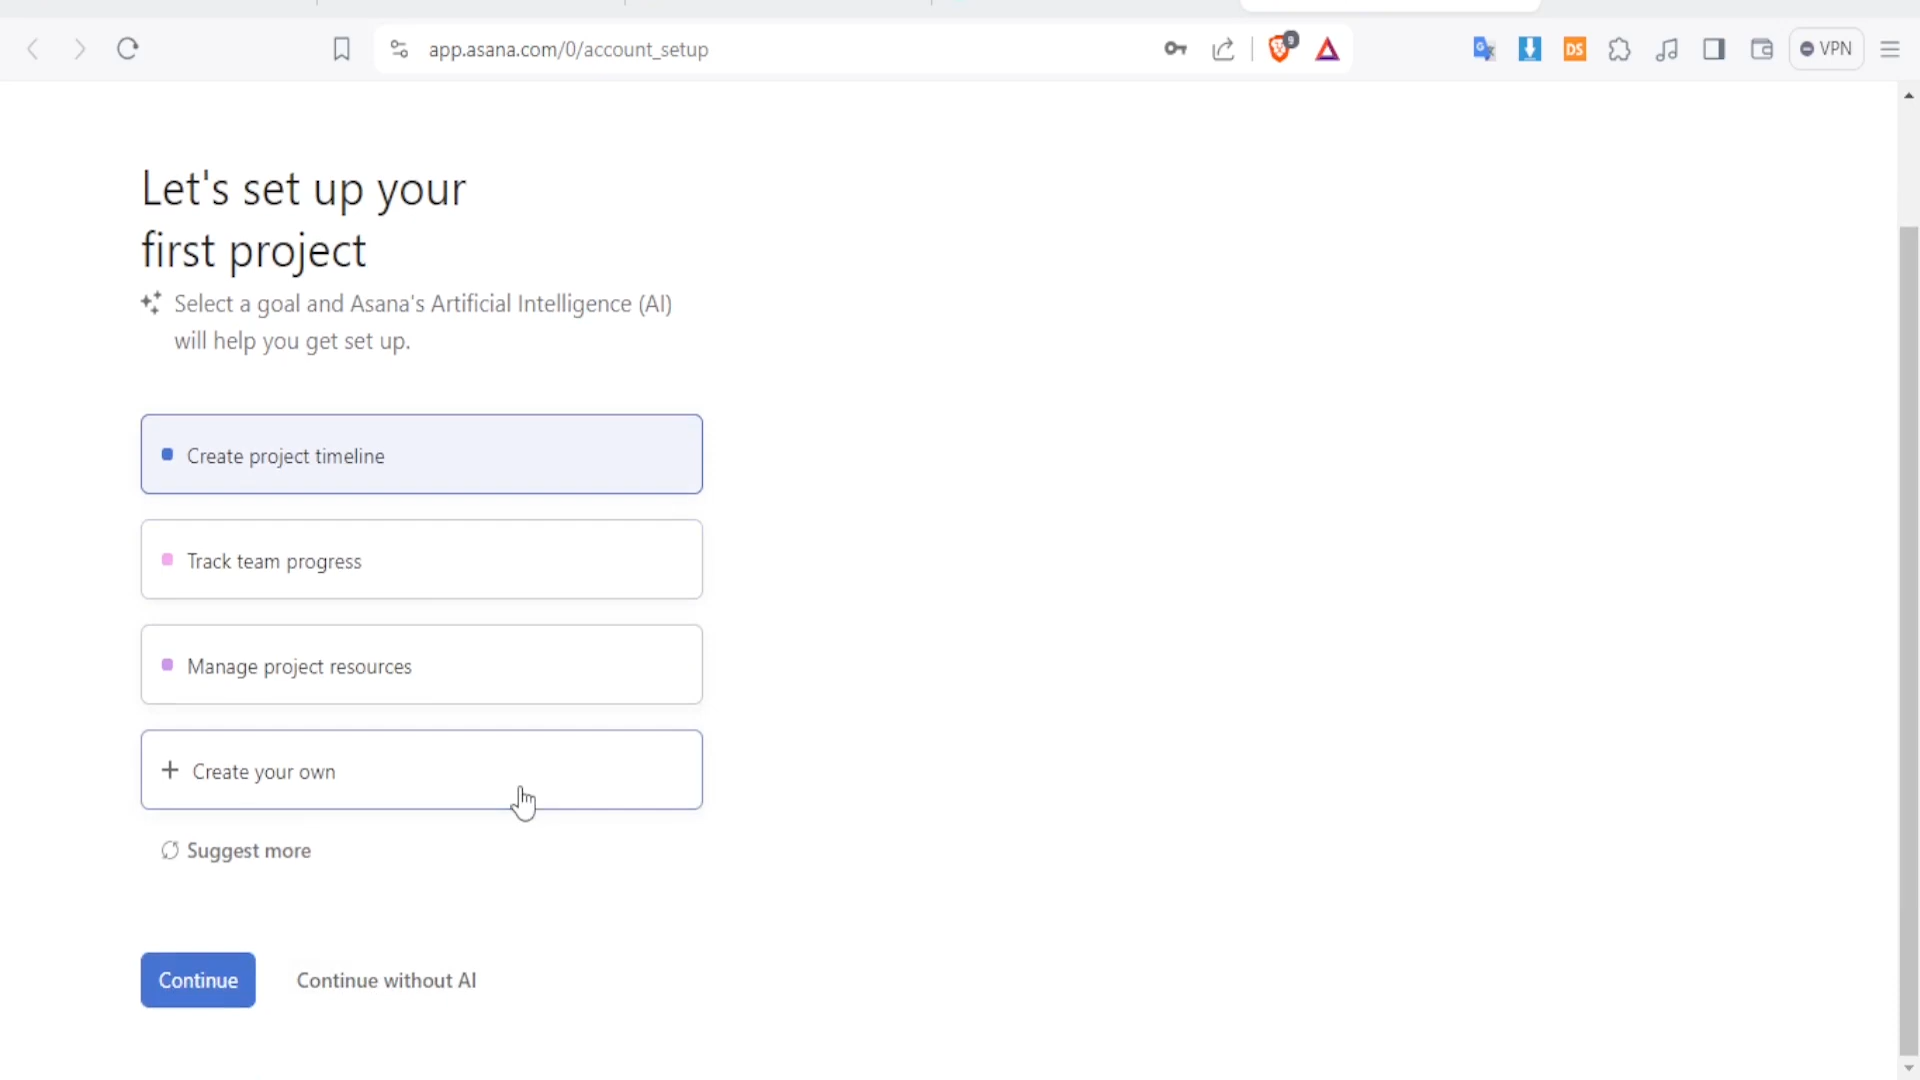 app.asana.com/0/account_setup
9
DS
VPN
Let's set up your
first project
Select a goal and Asana's Artificial Intelligence (AI)
will help you get set up.
Create project timeline
Track team progress
Manage project resources
+ Create your own
Suggest more
Continue
Continue without AI